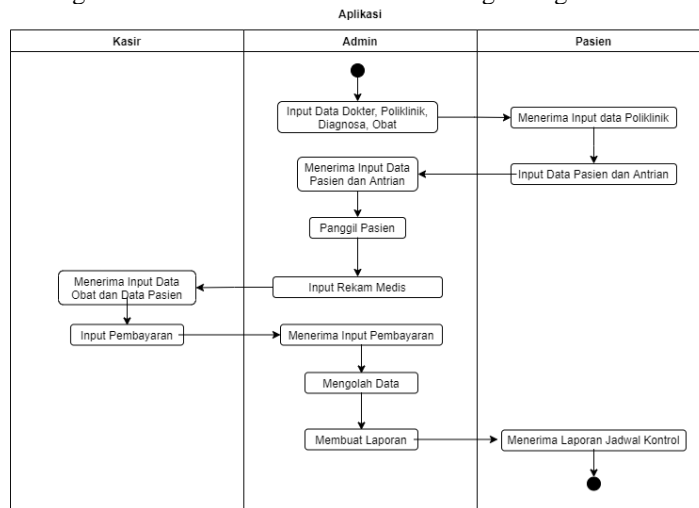 Aplikasi
Kasir
Admin
Pasien
Input Data Dokter, Poliklinik,
Diagnosa, Obat
Menerima Input data Poliklinik
Menerima Input Data
Pasien dan Antrian
Input Data Pasien dan Antrian
Panggil Pasien
Menerima Input Data
Obat dan Data Pasien
Input Rekam Medis
Input Pembayaran
Menerima Input Pembayaran
Mengolah Data
Membuat Laporan
Menerima Laporan Jadwal Kontrol